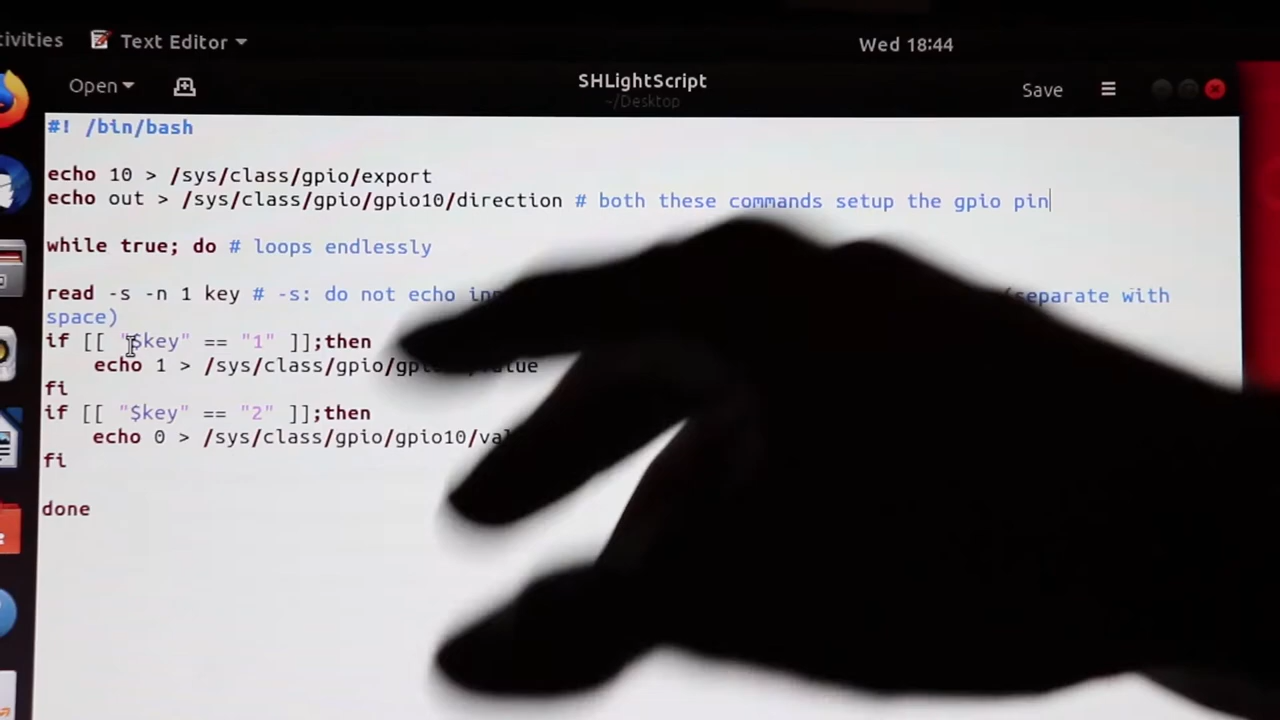 tivities Text Editor Wed 18:44
Open SHLightScript Save
~/Desktop
#! /bin/bash
echo 10 > /sys/class/gpio/export
echo out > /sys/class/gpio/gpio10/direction # both these commands setup the gpio pin
while true; do # loops endlessly
read -s -n 1 key # -s: do not echo (separate with
space)
if [[ "$key" == "1" ]];then
echo 1 > /sys/class/gpio/
fi
if [[ "$key" == "2" ]];then
echo 0 > /sys/class/gpio/gpio10/
fi
done